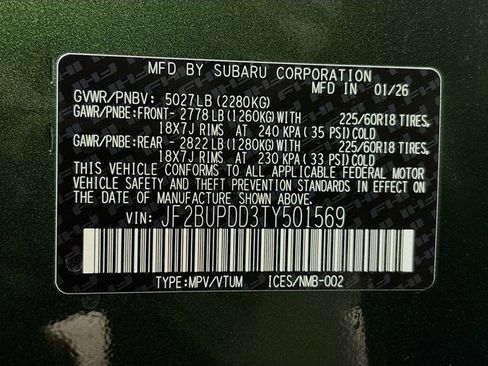 MFD BY SUBARU CORPORATION
MFD IN 01/26
GVWR/PNBV: 5027LB(2280KG)
GAWR/PNBE:FRONT- 2778LB(1260KG)WITH 225/60R18 TIRES,
18X7J RIMS AT 240 KPA(35 PSI)COLD
GAWR/PNBE:REAR - 2822LB(1280KG)WITH 225/60R18 TIRES,
18X7J RIMS AT 230 KPA(33 PSI)COLD
THIS VEHICLE CONFORMS TO ALL APPLICABLE FEDERAL MOTOR
VEHICLE SAFETY AND THEFT PREVENTION STANDARDS IN EFFECT ON
THE DATE OF MANUFACTURE SHOWN ABOVE.
VIN: JF2BUPDD3TY501569
TYPE:MPV/VTUM ICES/NMB-002